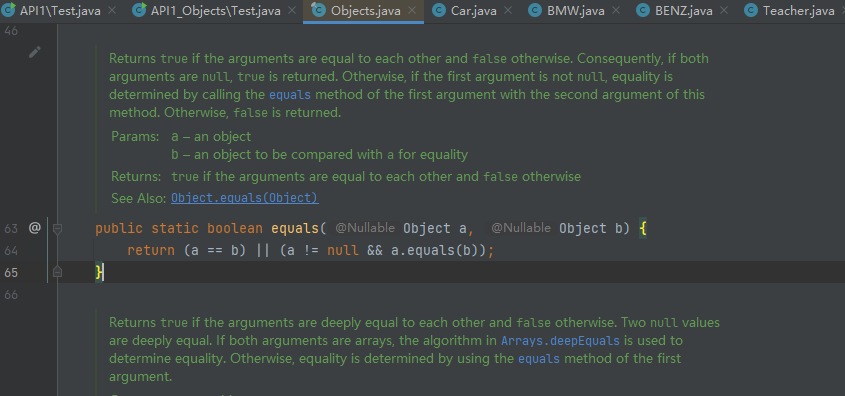 API1\Test.java API1_Objects\Test.java Objects.java Car.java BMW.java BENZ.java Teacher.java
46
Returns true if the arguments are equal to each other and false otherwise. Consequently, if both
arguments are null, true is returned. Otherwise, if the first argument is not null, equality is
determined by calling the equals method of the first argument with the second argument of this
method. Otherwise, false is returned.
Params: a – an object
b – an object to be compared with a for equality
Returns: true if the arguments are equal to each other and false otherwise
See Also: Object.equals(Object)
63 @ public static boolean equals( @Nullable Object a, @Nullable Object b) {
64 return (a == b) || (a != null && a.equals(b));
65 }
66
Returns true if the arguments are deeply equal to each other and false otherwise. Two null values
are deeply equal. If both arguments are arrays, the algorithm in Arrays.deepEquals is used to
determine equality. Otherwise, equality is determined by using the equals method of the first
argument.